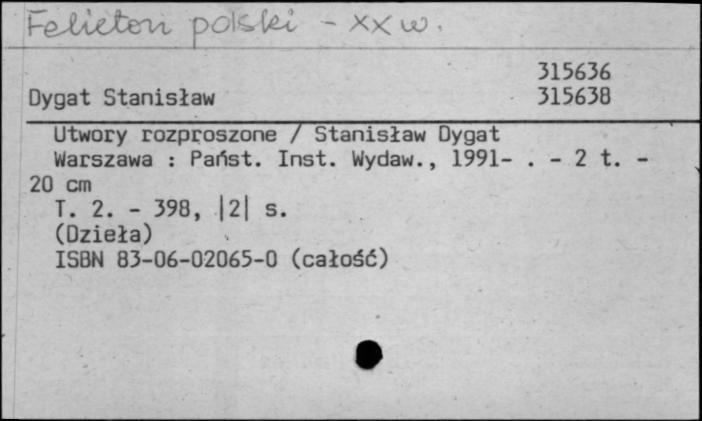 Felieton polski - XX w.
315636
Dygat Stanisław 315638
Utwory rozproszone / Stanisław Dygat
Warszawa : Państ. Inst. Wydaw., 1991- . - 2 t. -
20 cm
T. 2. - 398, |2| s.
(Dzieła)
ISBN 83-06-02065-0 (całość)